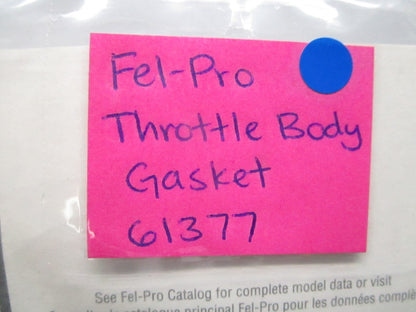 Fel-Pro
Throttle Body
Gasket
61377
See Fel-Pro Catalog for complete model data or visit
catalogue principal Fel-Pro pour les données